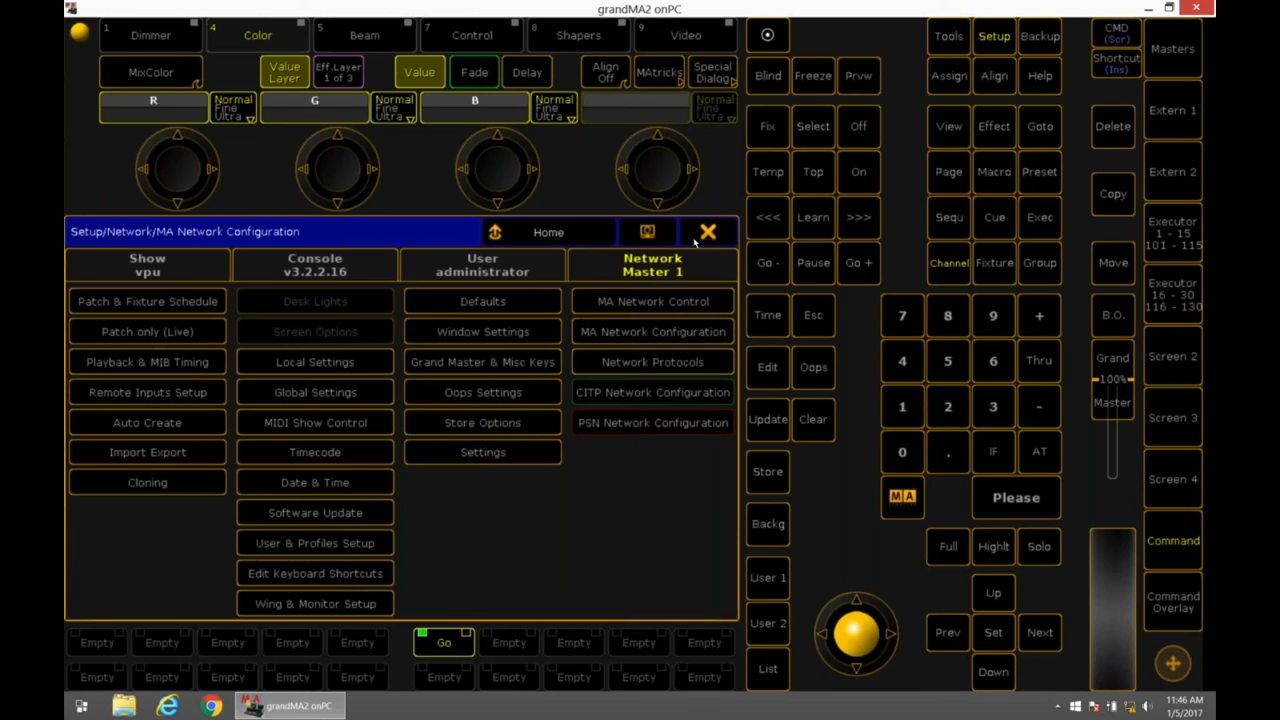 grandMA2 onPC
1 Dimmer
4 Color
5 Beam
7 Control
8 Shapers
9 Video
MixColor
Value
Layer
Eff.Layer
1 of 3
Value
Fade
Delay
Align
Off
MAtricks
Special
Dialog
R
Normal
Fine
Ultra
G
Normal
Fine
Ultra
B
Normal
Fine
Ultra
Normal
Fine
Ultra
Setup/Network/MA Network Configuration
Home
Show
vpu
Console
v3.2.2.16
User
administrator
Network
Master 1
Patch & Fixture Schedule
Patch only (Live)
Playback & MIB Timing
Remote Inputs Setup
Auto Create
Import Export
Cloning
Desk Lights
Screen Options
Local Settings
Global Settings
MIDI Show Control
Timecode
Date & Time
Software Update
User & Profiles Setup
Edit Keyboard Shortcuts
Wing & Monitor Setup
Defaults
Window Settings
Grand Master & Misc Keys
Oops Settings
Store Options
Settings
MA Network Control
MA Network Configuration
Network Protocols
CITP Network Configuration
PSN Network Configuration
Empty Empty Empty Empty Empty Go Empty Empty Empty Empty
Empty Empty Empty Empty Empty Empty Empty Empty Empty Empty
Blind Freeze Prvw
Fix Select Off
Temp Top On
<<< Learn >>>
Go - Pause Go +
Time Esc
Edit Oops
Update Clear
Store
Backg
User 1
User 2
List
Tools Setup Backup
Assign Align Help
View Effect Goto
Page Macro Preset
Sequ Cue Exec
Channel Fixture Group
7 8 9 +
4 5 6 Thru
1 2 3 -
0 . IF AT
MA Please
Full Highlt Solo
Up
Prev Set Next
Down
CMD
(Scr)
Shortcut
(Ins)
Delete
Copy
Move
B.O.
Grand
100%
Master
Masters
Extern 1
Extern 2
Executor
1 - 15
101 - 115
Executor
16 - 30
116 - 130
Screen 2
Screen 3
Screen 4
Command
Command
Overlay
grandMA2 onPC
11:46 AM
1/5/2017